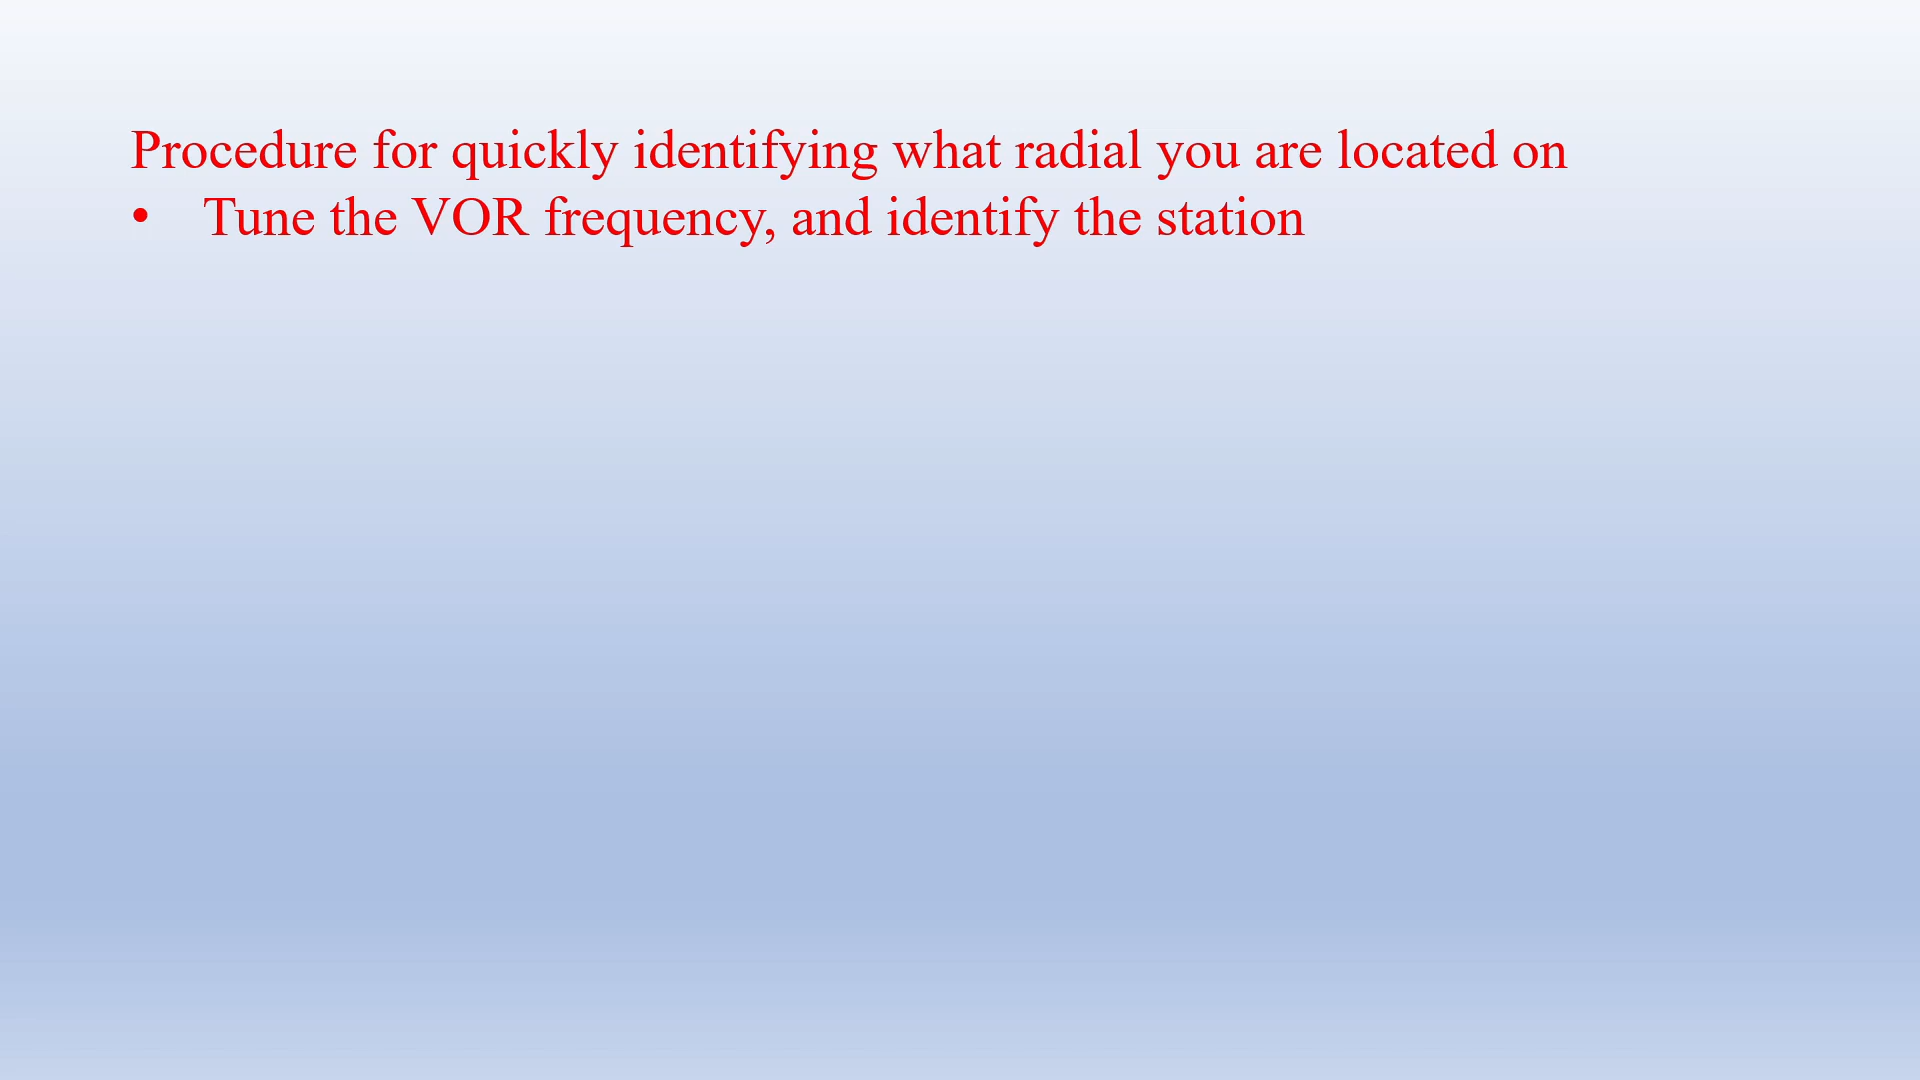 Procedure for quickly identifying what radial you are located on
• Tune the VOR frequency, and identify the station